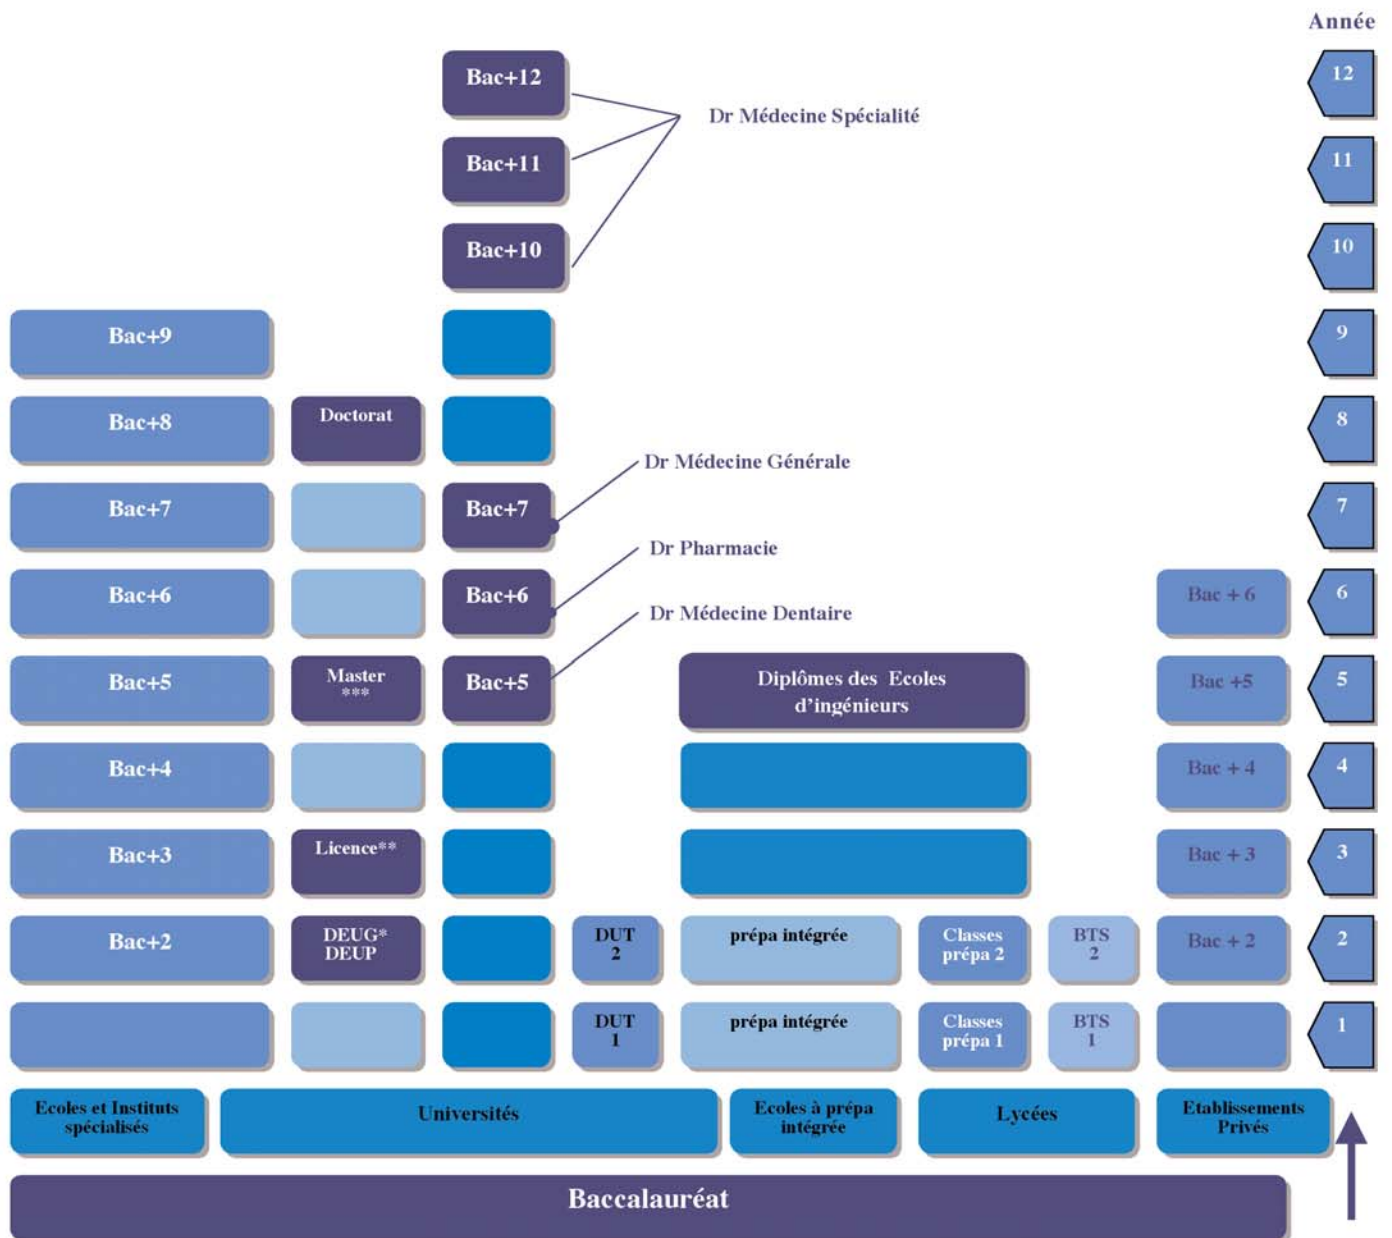 Année
Bac+12
12
Dr Médecine Spécialité
Bac+11
11
Bac+10
10
Bac+9
9
Bac+8
Doctorat
8
Dr Médecine Générale
Bac+7
Bac+7
7
Dr Pharmacie
Bac+6
Bac+6
Bac + 6
6
Dr Médecine Dentaire
Bac+5
Master
***
Bac+5
Diplômes des Ecoles
d'ingénieurs
Bac +5
5
Bac+4
Bac + 4
4
Bac+3
Licence**
Bac + 3
3
Bac+2
DEUG*
DEUP
DUT
2
prépa intégrée
Classes
prépa 2
BTS
2
Bac + 2
2
DUT
1
prépa intégrée
Classes
prépa 1
BTS
1
1
Ecoles et Instituts
spécialisés
Universités
Ecoles à prépa
intégrée
Lycées
Etablissements
Privés
Baccalauréat